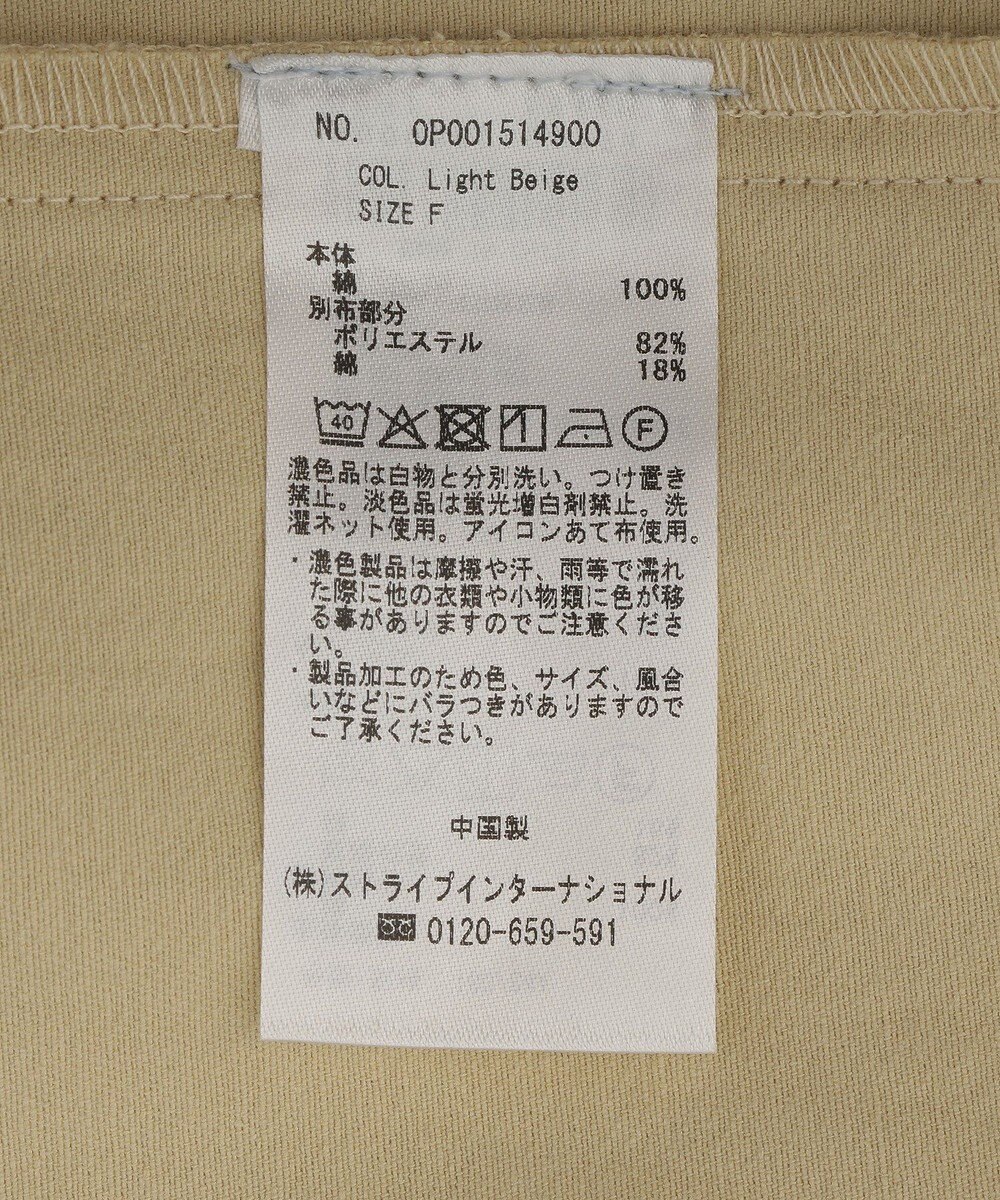 NO. 0P001514900
COL. Light Beige
SIZE F
本体
綿 100%
別布部分
ポリエステル 82%
綿 18%
40 F
濃色品は白物と分別洗い。つけ置き
禁止。淡色品は蛍光増白剤禁止。洗
濯ネット使用。アイロンあて布使用。
・濃色製品は摩擦や汗、雨等で濡れ
た際に他の衣類や小物類に色が移
る事がありますのでご注意くださ
い。
・製品加工のため色、サイズ、風合
いなどにバラつきがありますので
ご了承ください。
中国製
(株)ストライプインターナショナル
0120-659-591